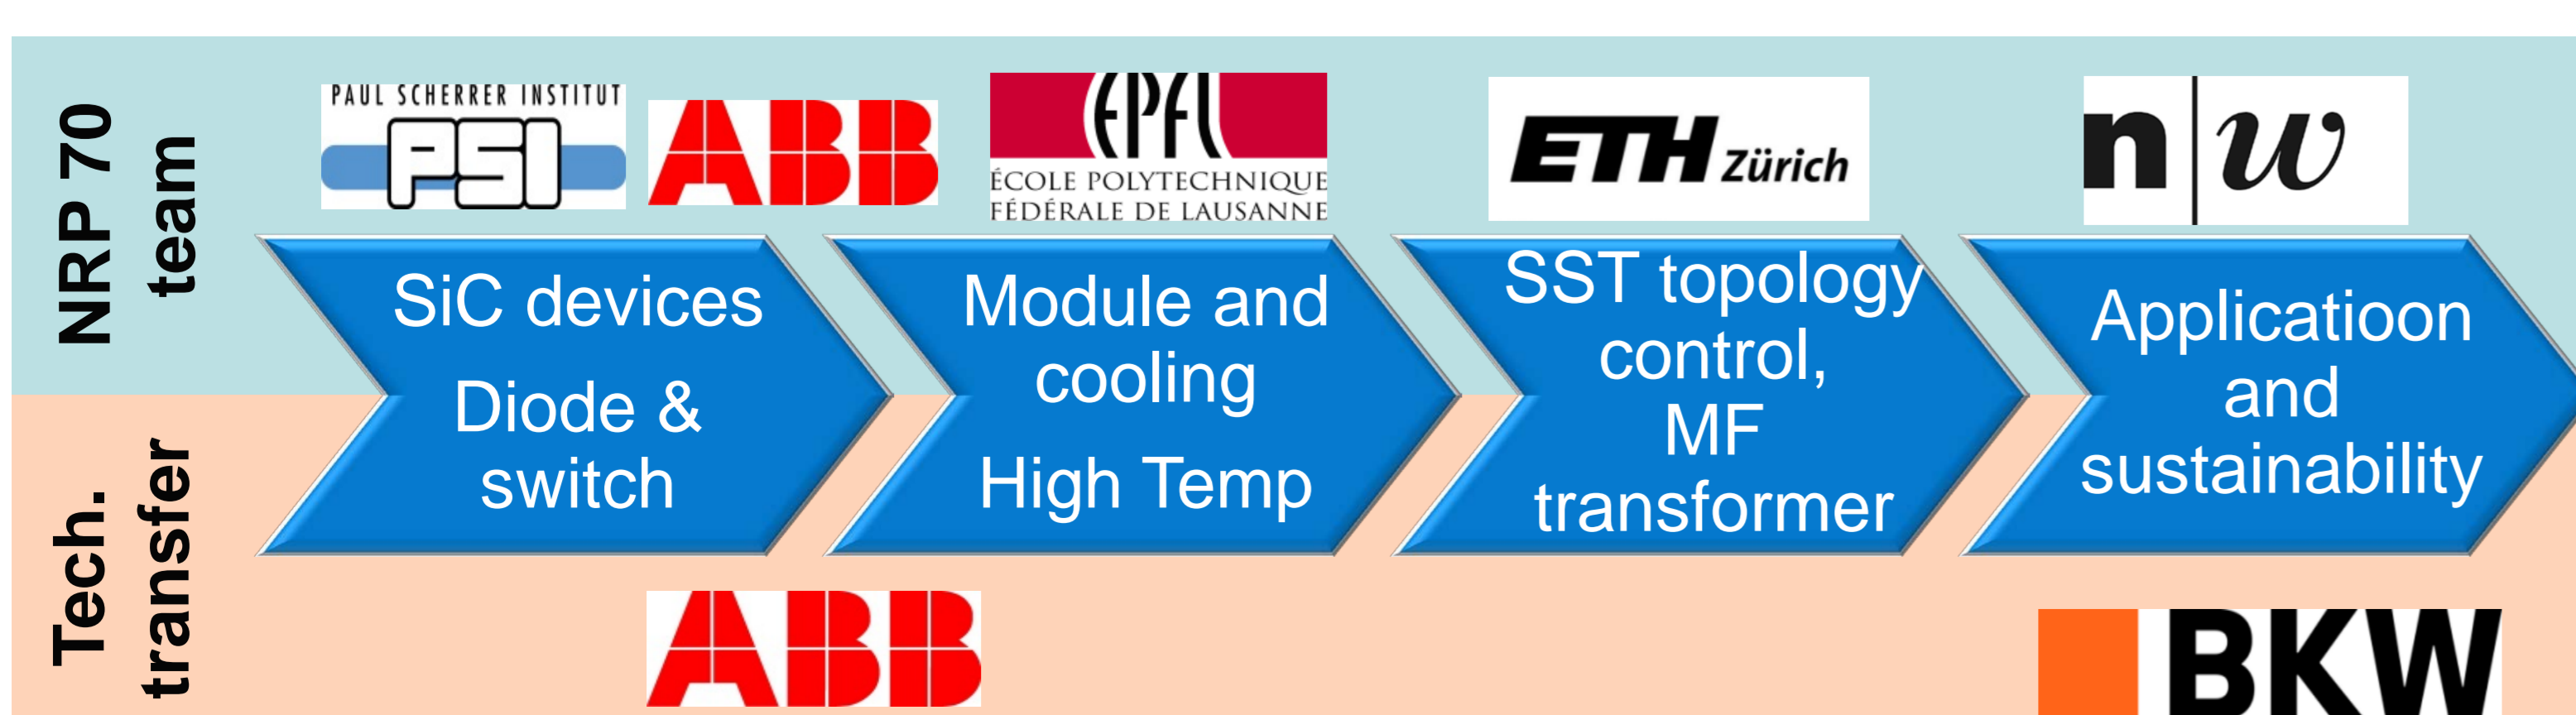 NRP 70
team
PAUL SCHERRER INSTITUT
PSI
ABB
EPFL
ÉCOLE POLYTECHNIQUE
FÉDÉRALE DE LAUSANNE
ETH Zürich
n|w
SiC devices
Diode &
switch
Module and
cooling
High Temp
SST topology
control,
MF
transformer
Applicatioon
and
sustainability
Tech.
transfer
ABB
BKW